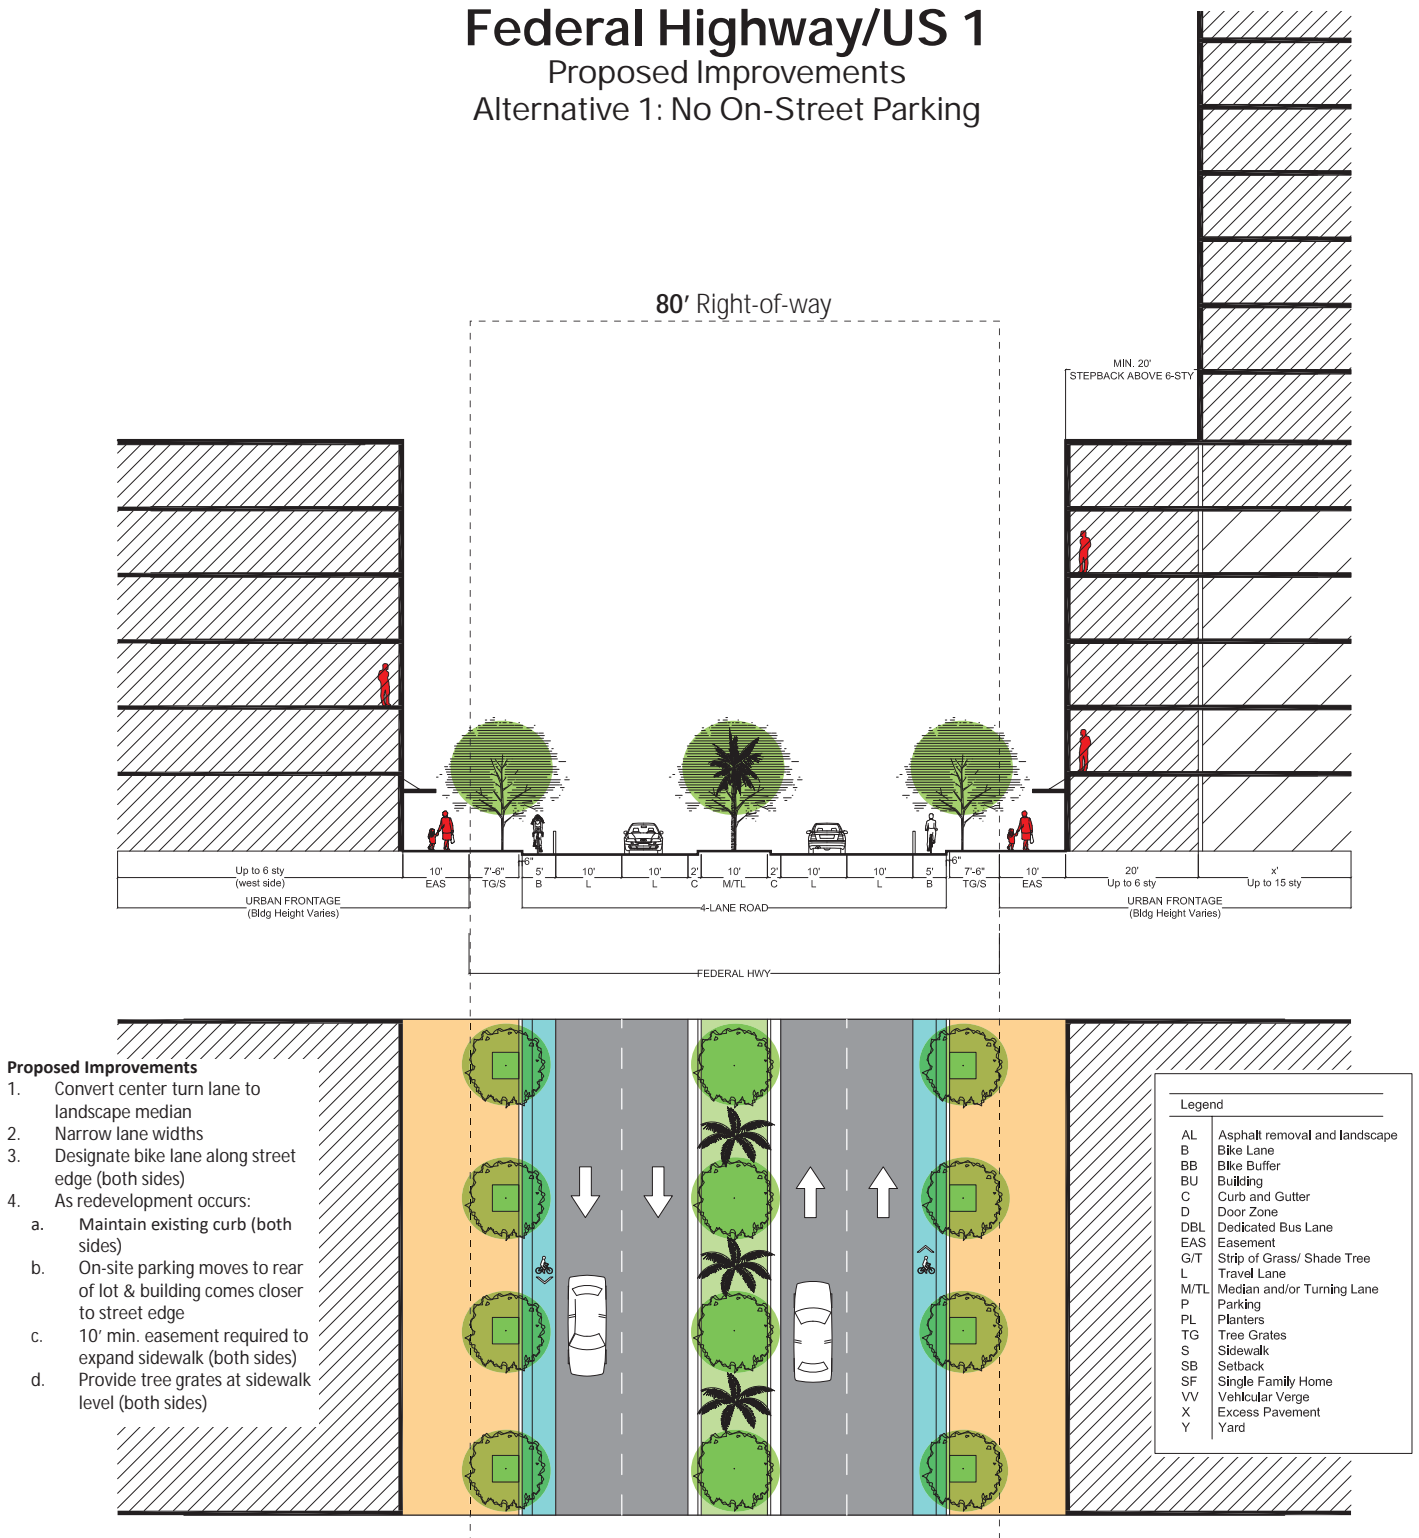 Federal Highway/US 1
Proposed Improvements
Alternative 1: No On-Street Parking
80' Right-of-way
MIN. 20'
STEPBACK ABOVE 6-STY
Up to 6 sty
(west side)
10'
EAS
7'-6"
TG/S
6"
5'
B
10'
L
10'
L
2'
C
10'
M/TL
2'
C
10'
L
10'
L
5'
B
6"
7'-6"
TG/S
10'
EAS
20'
Up to 6 sty
x'
Up to 15 sty
URBAN FRONTAGE
(Bldg Height Varies)
4-LANE ROAD
URBAN FRONTAGE
(Bldg Height Varies)
FEDERAL HWY
Proposed Improvements
1. Convert center turn lane to
landscape median
2. Narrow lane widths
3. Designate bike lane along street
edge (both sides)
4. As redevelopment occurs:
a. Maintain existing curb (both
sides)
b. On-site parking moves to rear
of lot & building comes closer
to street edge
c. 10' min. easement required to
expand sidewalk (both sides)
d. Provide tree grates at sidewalk
level (both sides)
Legend
AL Asphalt removal and landscape
B Bike Lane
BB Bike Buffer
BU Building
C Curb and Gutter
D Door Zone
DBL Dedicated Bus Lane
EAS Easement
G/T Strip of Grass/ Shade Tree
L Travel Lane
M/TL Median and/or Turning Lane
P Parking
PL Planters
TG Tree Grates
S Sidewalk
SB Setback
SF Single Family Home
VV Vehicular Verge
X Excess Pavement
Y Yard